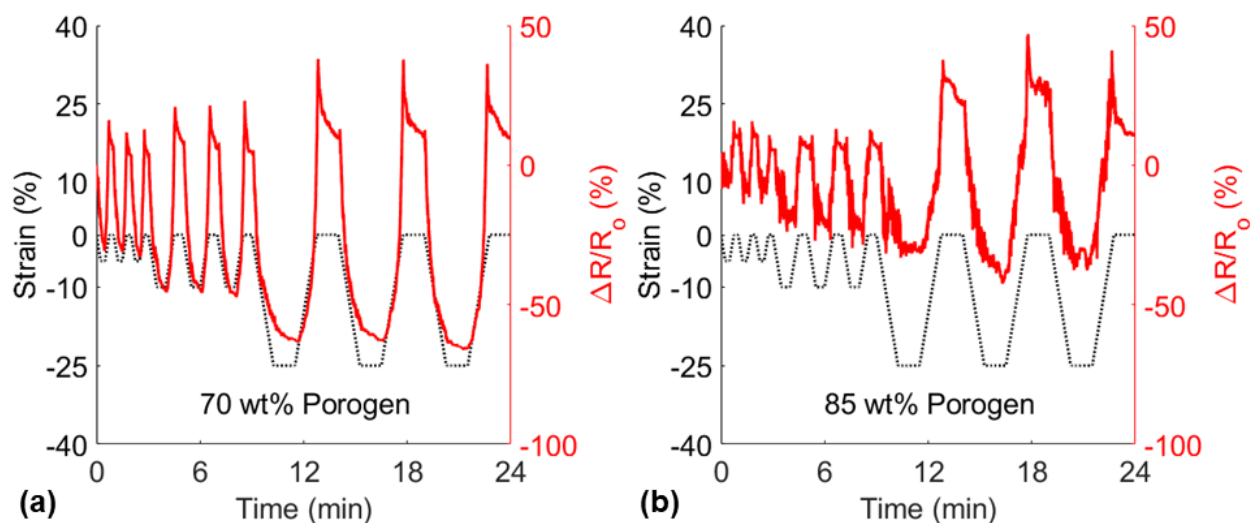 40
25
10
0
-10
-25
-40
Strain (%)
50
0
-50
-100
ΔR/Ro (%)
70 wt% Porogen
0 6 12 18 24
Time (min)
(a)
40
25
10
0
-10
-25
-40
Strain (%)
50
0
-50
-100
ΔR/Ro (%)
85 wt% Porogen
0 6 12 18 24
Time (min)
(b)